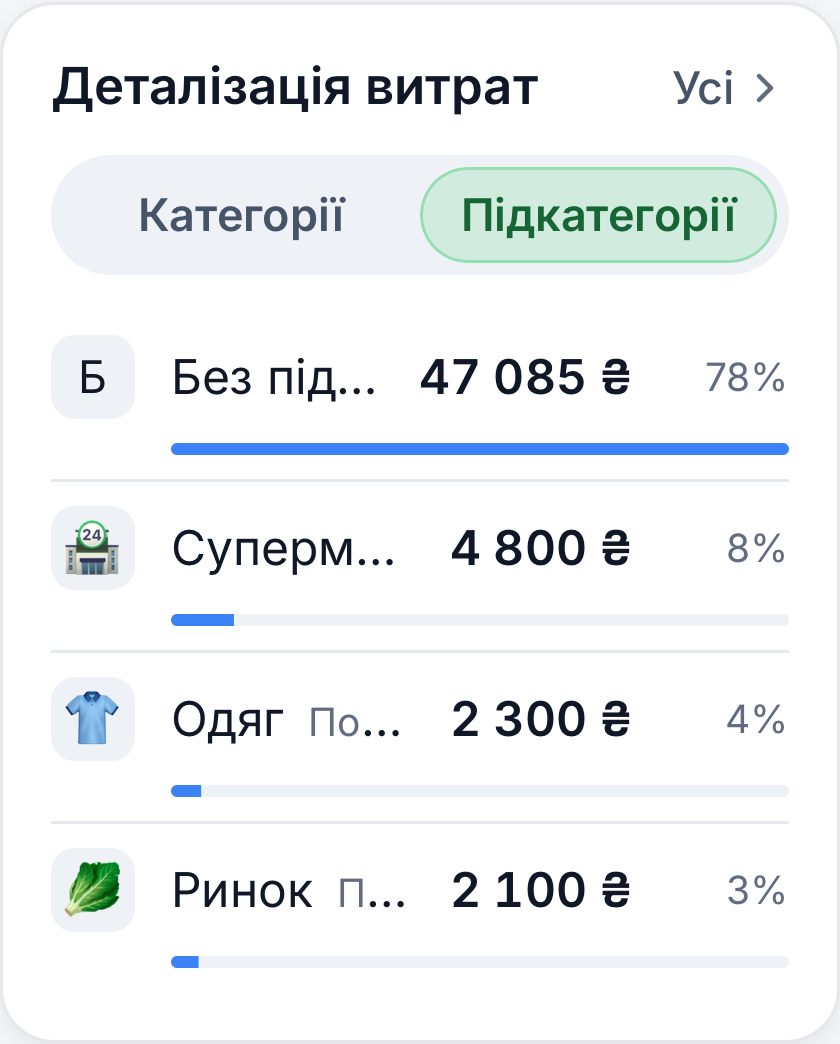 Деталізація витрат Усі
Категорії Підкатегорії
Б Без під... 47 085 ₴ 78%
24 Суперм... 4 800 ₴ 8%
Одяг По... 2 300 ₴ 4%
Ринок П... 2 100 ₴ 3%